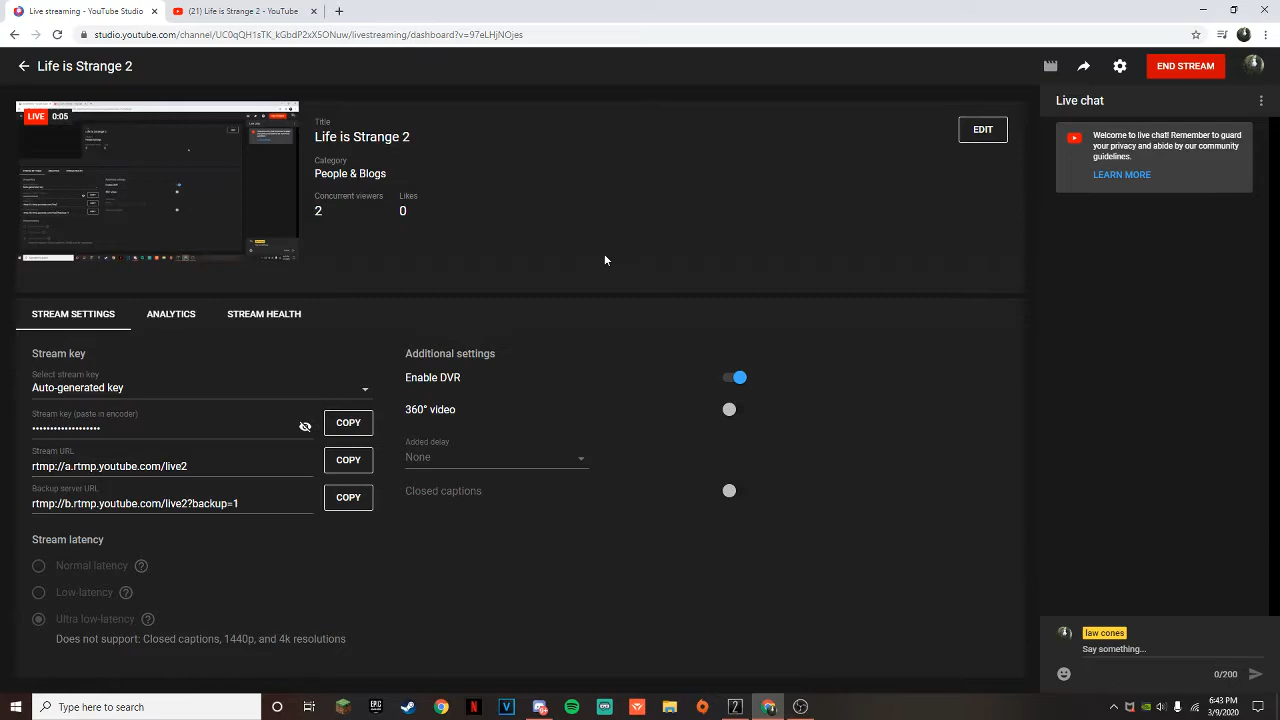 Live streaming - YouTube Studio
(21) Life is Strange 2 - YouTube
studio.youtube.com/channel/UC0qQH1sTK_kGbdP2xX5ONuw/livestreaming/dashboard?v=97eLHjNOjes
Life is Strange 2
END STREAM
LIVE 0:05
Title
Life is Strange 2
EDIT
Category
People & Blogs
Concurrent viewers
2
Likes
0
Live chat
Welcome to live chat! Remember to guard
your privacy and abide by our community
guidelines.
LEARN MORE
STREAM SETTINGS
ANALYTICS
STREAM HEALTH
Stream key
Select stream key
Auto-generated key
Stream key (paste in encoder)
•••••••••••••••••••
COPY
Stream URL
rtmp://a.rtmp.youtube.com/live2
COPY
Backup server URL
rtmp://b.rtmp.youtube.com/live2?backup=1
COPY
Stream latency
Normal latency
Low-latency
Ultra low-latency
Does not support: Closed captions, 1440p, and 4k resolutions
Additional settings
Enable DVR
360° video
Added delay
None
Closed captions
law cones
Say something...
0/200
Type here to search
6:43 PM
3/9/2020